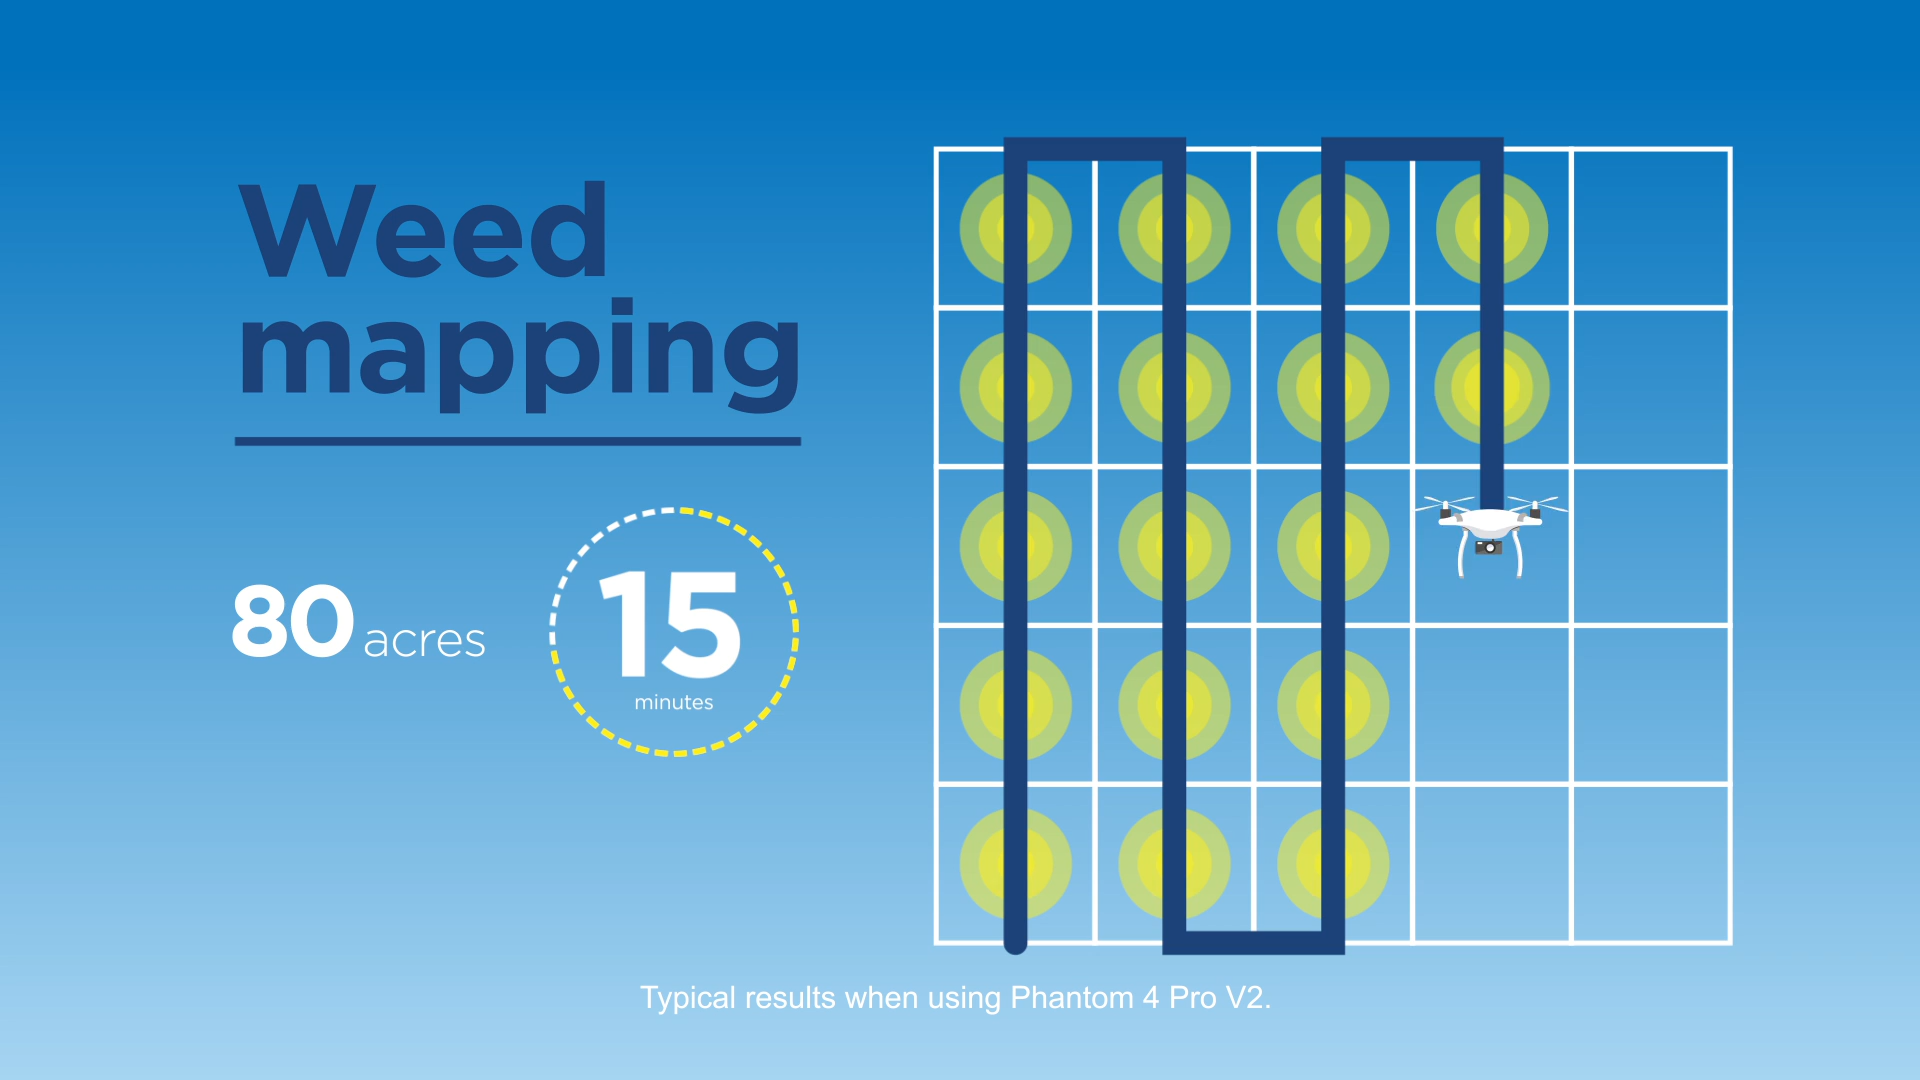 Weed
mapping
80 acres
15
minutes
Typical results when using Phantom 4 Pro V2.